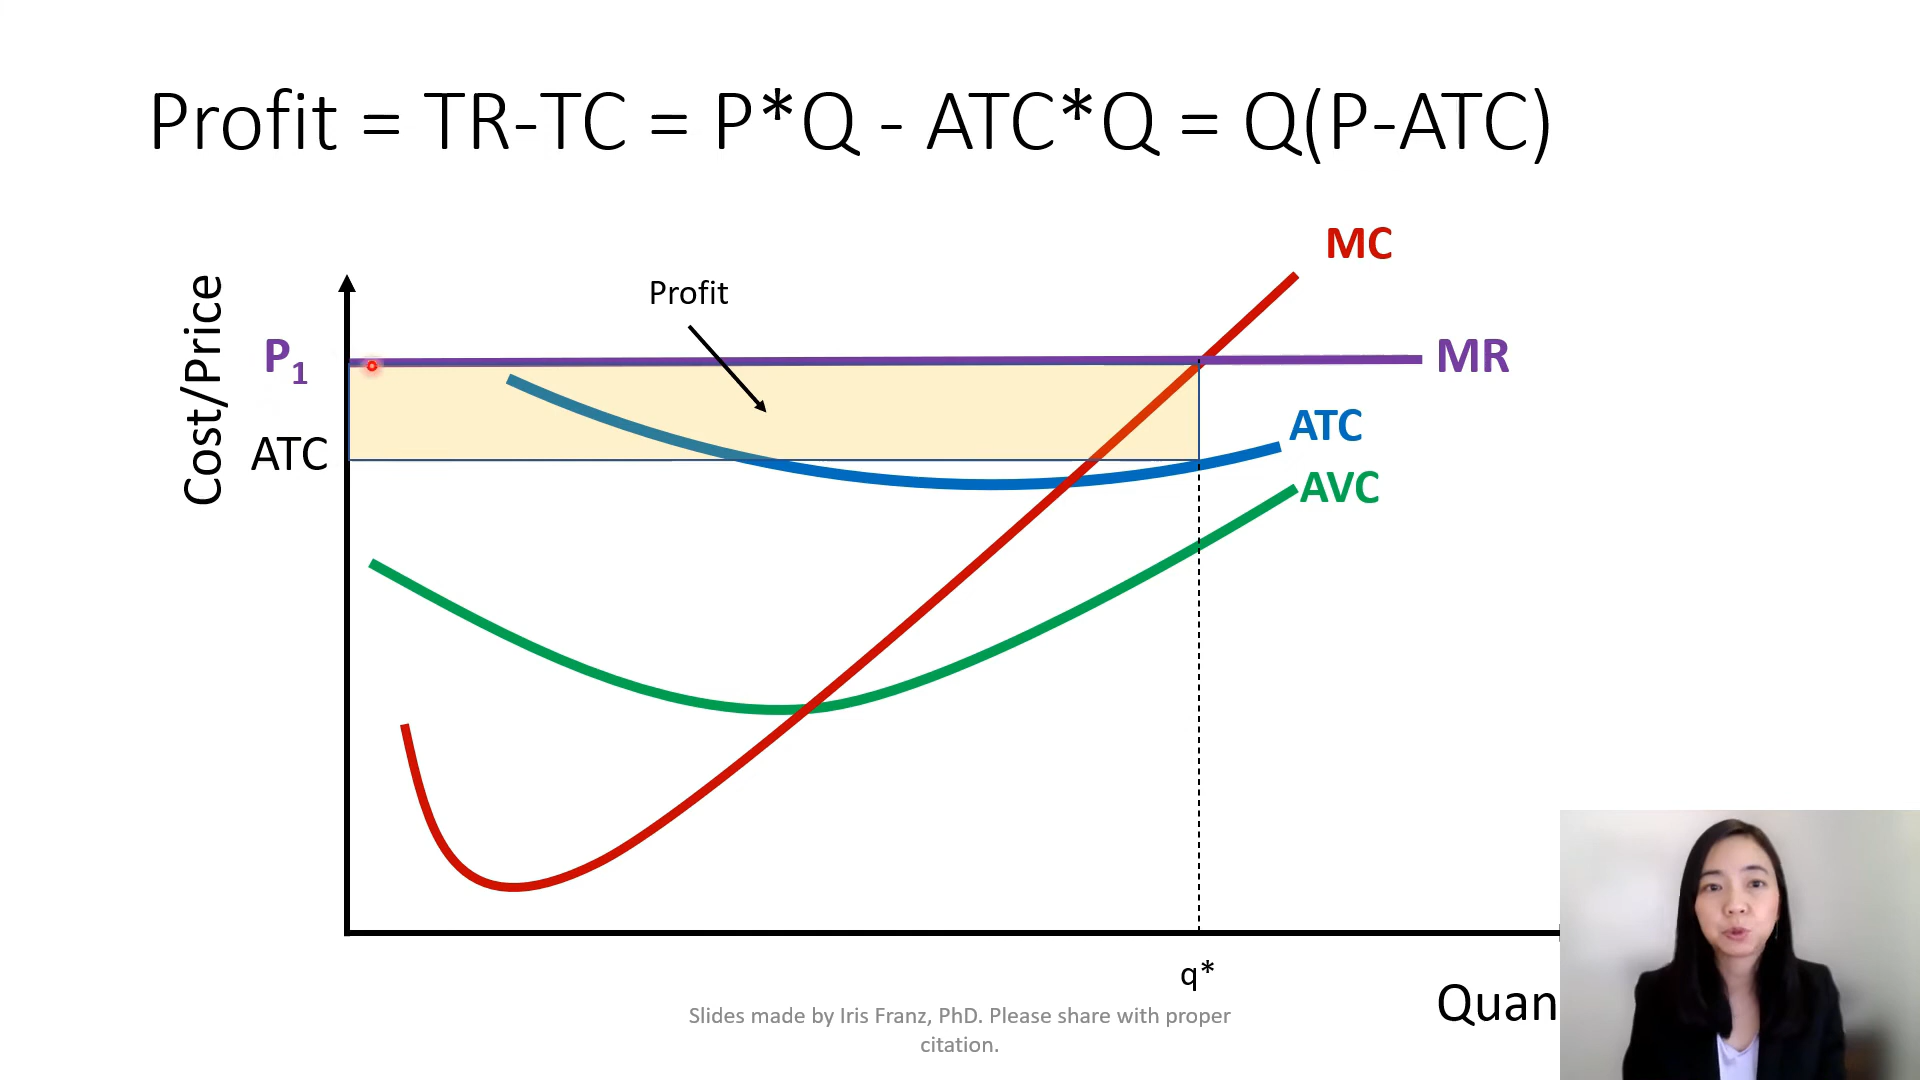 Profit = TR-TC = P*Q - ATC*Q = Q(P-ATC)
MC
Profit
Cost/Price
P1
MR
ATC
ATC
AVC
q*
Quan
Slides made by Iris Franz, PhD. Please share with proper
citation.